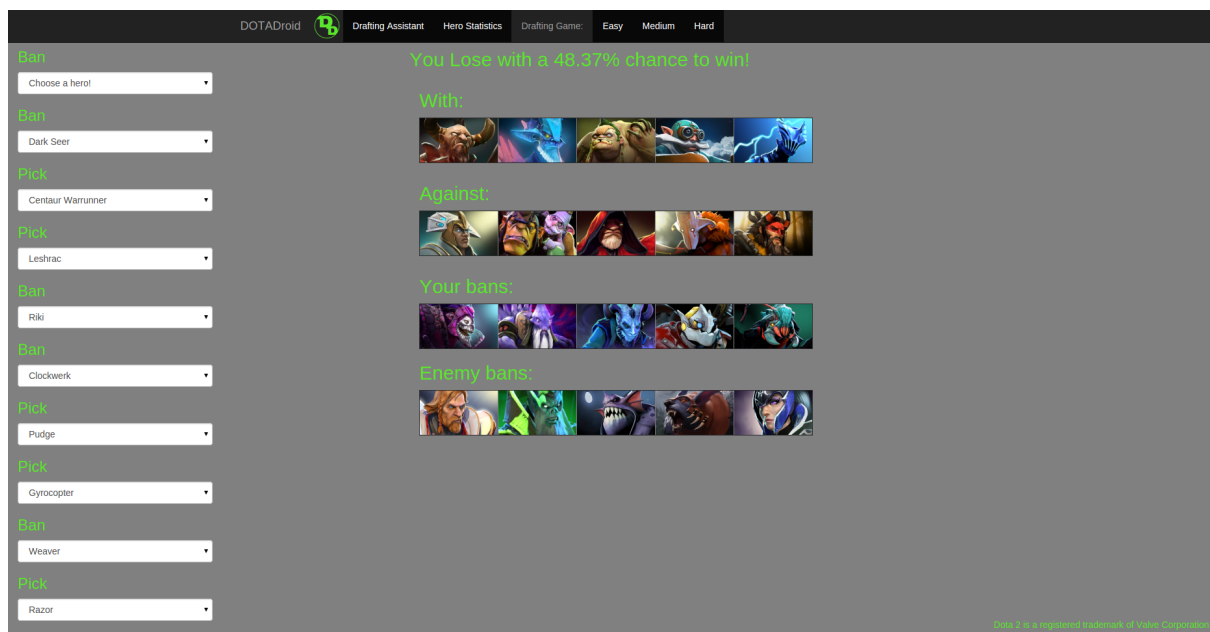 DOTADroid Drafting Assistant Hero Statistics Drafting Game: Easy Medium Hard
Ban
Choose a hero!
Ban
Dark Seer
Pick
Centaur Warrunner
Pick
Leshrac
Ban
Riki
Ban
Clockwerk
Pick
Pudge
Pick
Gyrocopter
Ban
Weaver
Pick
Razor
You Lose with a 48.37% chance to win!
With:
Against:
Your bans:
Enemy bans:
Dota 2 is a registered trademark of Valve Corporation